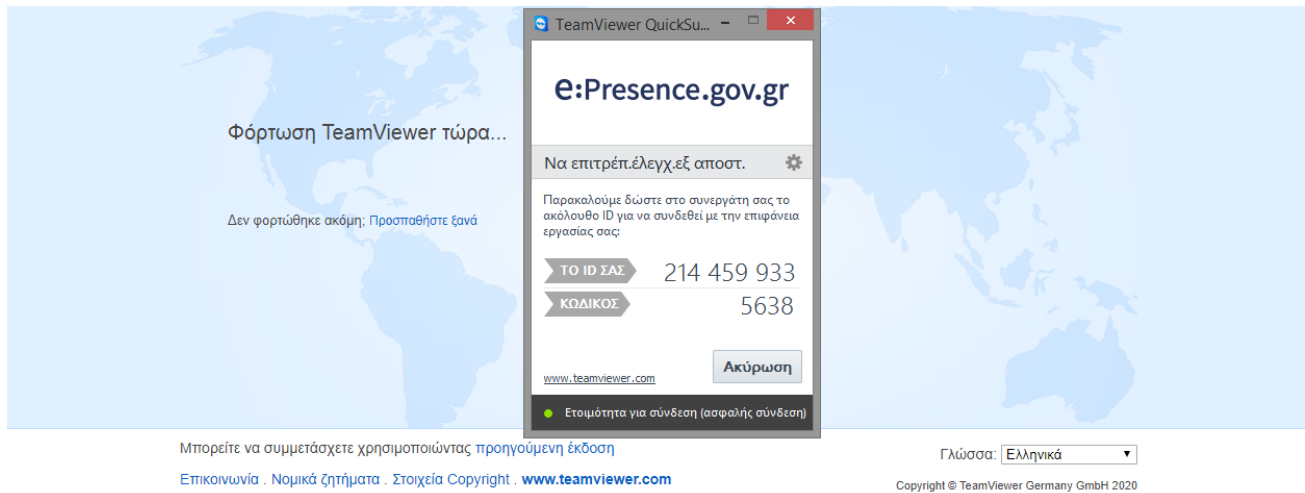 TeamViewer QuickSu...
e:Presence.gov.gr
Φόρτωση TeamViewer τώρα...
Δεν φορτώθηκε ακόμη; Προσπαθήστε ξανά
Να επιτρέπ.έλεγχ.εξ αποστ.
Παρακαλούμε δώστε στο συνεργάτη σας το
ακόλουθο ID για να συνδεθεί με την επιφάνεια
εργασίας σας:
ΤΟ ID ΣΑΣ 214 459 933
ΚΩΔΙΚΟΣ 5638
Ακύρωση
www.teamviewer.com
Ετοιμότητα για σύνδεση (ασφαλής σύνδεση)
Μπορείτε να συμμετάσχετε χρησιμοποιώντας προηγούμενη έκδοση
Επικοινωνία . Νομικά ζητήματα . Στοιχεία Copyright . www.teamviewer.com
Γλώσσα: Ελληνικά
Copyright © TeamViewer Germany GmbH 2020